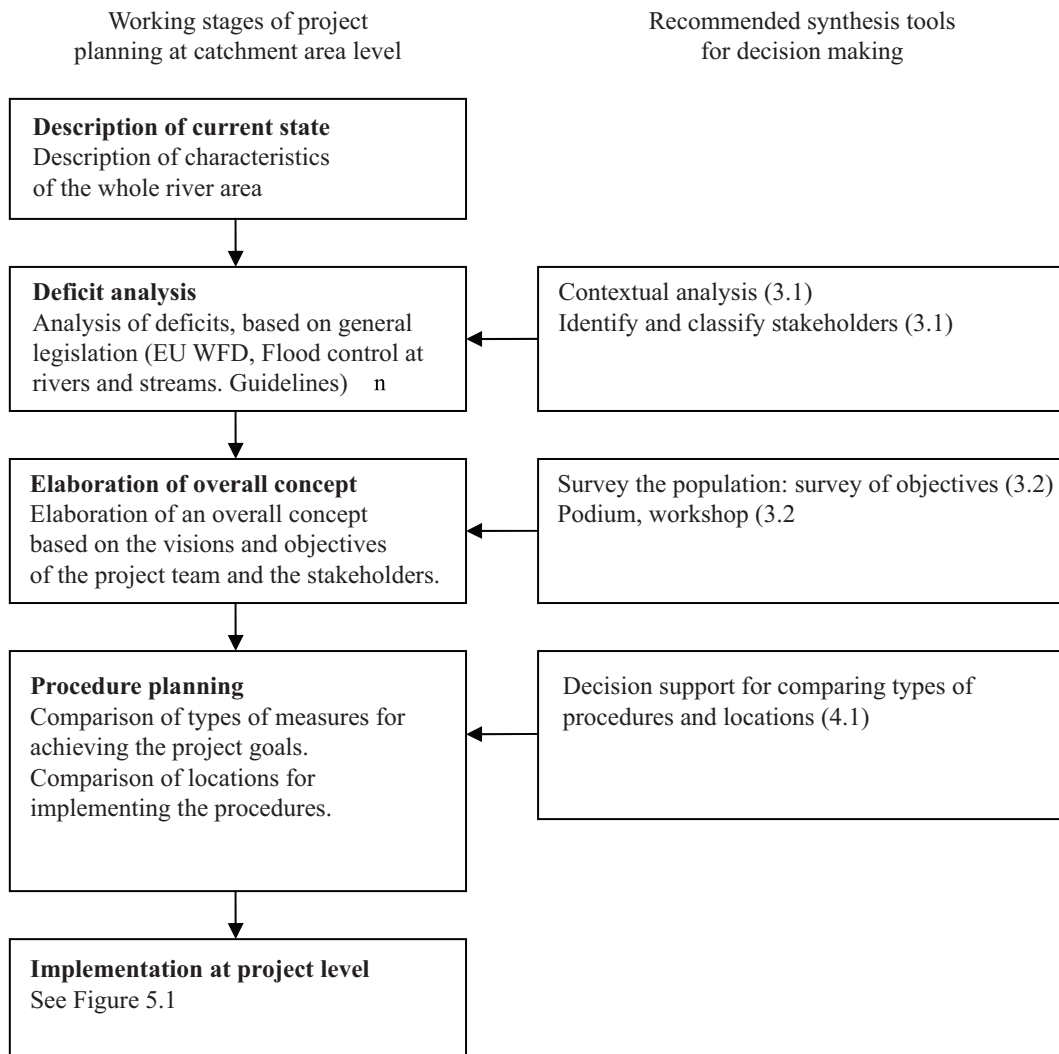 Working stages of project
planning at catchment area level
Recommended synthesis tools
for decision making
Description of current state
Description of characteristics
of the whole river area
Deficit analysis
Analysis of deficits, based on general
legislation (EU WFD, Flood control at
rivers and streams. Guidelines) n
Contextual analysis (3.1)
Identify and classify stakeholders (3.1)
Elaboration of overall concept
Elaboration of an overall concept
based on the visions and objectives
of the project team and the stakeholders.
Survey the population: survey of objectives (3.2)
Podium, workshop (3.2
Procedure planning
Comparison of types of measures for
achieving the project goals.
Comparison of locations for
implementing the procedures.
Decision support for comparing types of
procedures and locations (4.1)
Implementation at project level
See Figure 5.1